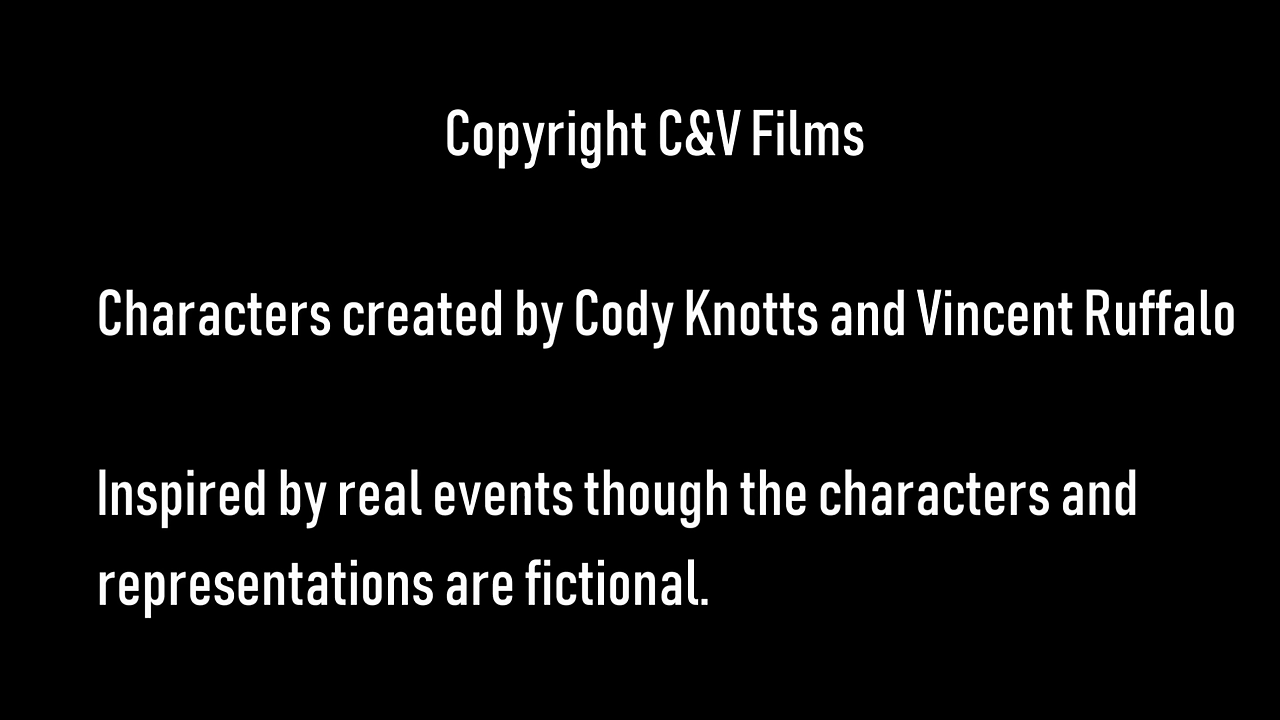 Copyright C&V Films
Characters created by Cody Knotts and Vincent Ruffalo
Inspired by real events though the characters and
representations are fictional.